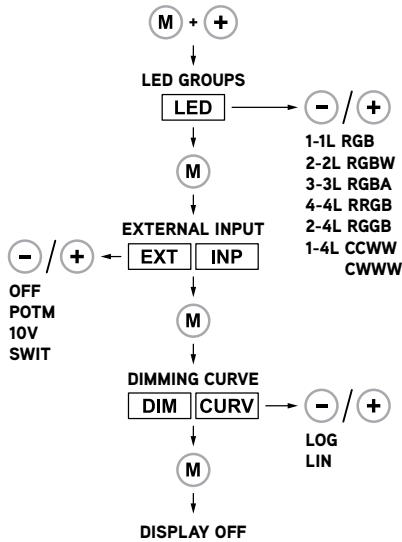 M + +
LED GROUPS
LED
- / +
1-1L RGB
2-2L RGBW
3-3L RGBA
4-4L RRGB
2-4L RGGB
1-4L CCWW
CWWW
M
EXTERNAL INPUT
- / +
EXT INP
OFF
POTM
10V
SWIT
M
DIMMING CURVE
DIM CURV
- / +
LOG
LIN
M
DISPLAY OFF